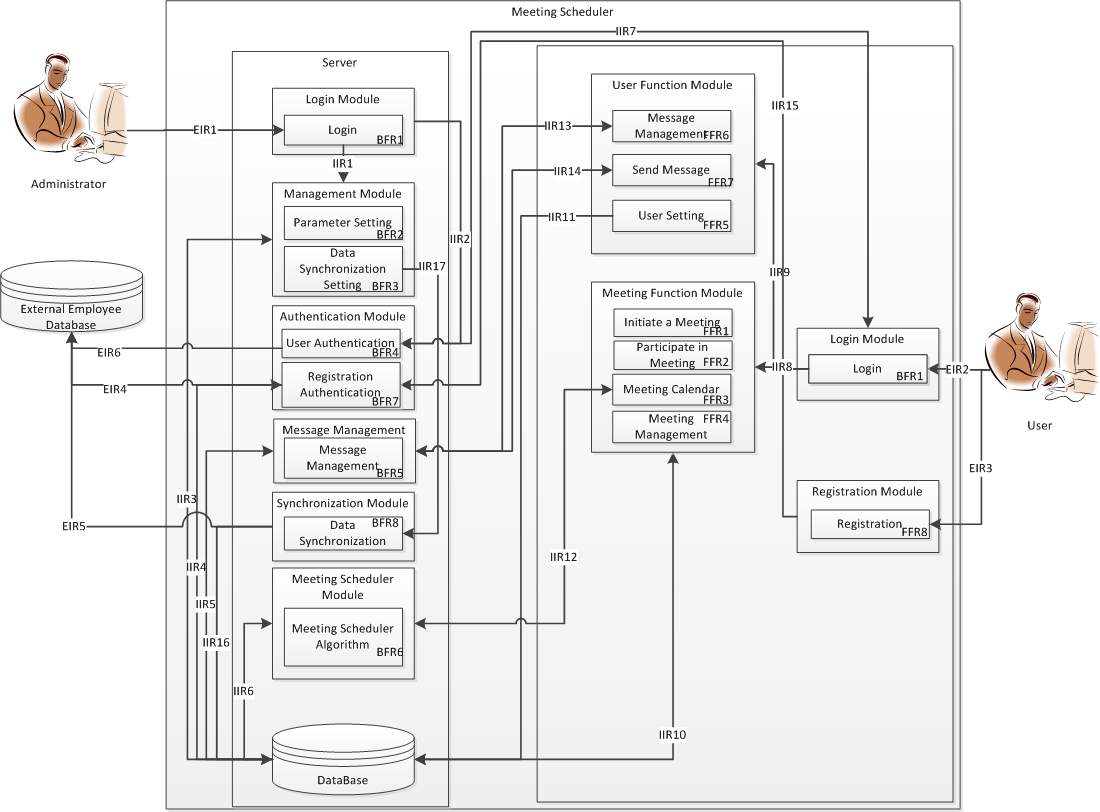 Meeting Scheduler
IIR7
Server
Login Module
Login
BFR1
EIR1
Administrator
IIR1
Management Module
Parameter Setting
BFR2
Data
Synchronization
Setting
BFR3
IIR2
IIR17
External Employee
Database
Authentication Module
User Authentication
BFR4
EIR6
Registration
Authentication
BFR7
EIR4
Message Management
Message
Management
BFR5
Synchronization Module
BFR8
Data
Synchronization
IIR3
EIR5
IIR4
IIR5
IIR16
Meeting Scheduler
Module
Meeting Scheduler
Algorithm
BFR6
IIR6
DataBase
User Function Module
Message
Management
FFR6
IIR13
Send Message
FFR7
IIR14
User Setting
FFR5
IIR11
IIR15
IIR9
Meeting Function Module
Initiate a Meeting
FFR1
Participate in
Meeting
FFR2
Meeting Calendar
FFR3
Meeting
FFR4
Management
IIR12
IIR10
IIR8
Login Module
Login
BFR1
EIR2
User
EIR3
Registration Module
Registration
FFR8